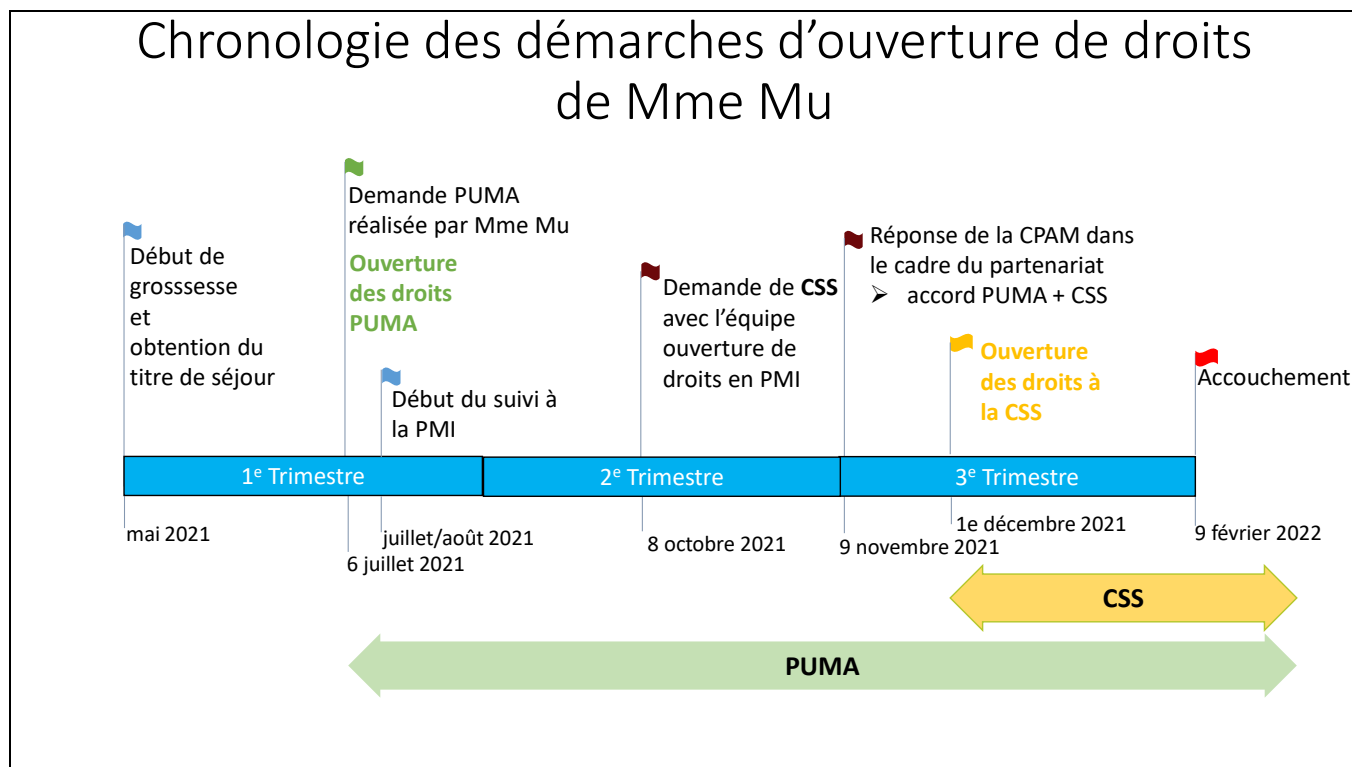 Chronologie des démarches d’ouverture de droits
de Mme Mu
Début de
grosssesse
et
obtention du
titre de séjour
Demande PUMA
réalisée par Mme Mu
Ouverture
des droits
PUMA
Début du suivi à
la PMI
Demande de CSS
avec l’équipe
ouverture de
droits en PMI
Réponse de la CPAM dans
le cadre du partenariat
➢ accord PUMA + CSS
Ouverture
des droits à
la CSS
Accouchement
1e Trimestre
2e Trimestre
3e Trimestre
mai 2021
6 juillet 2021
juillet/août 2021
8 octobre 2021
9 novembre 2021
1e décembre 2021
9 février 2022
CSS
PUMA